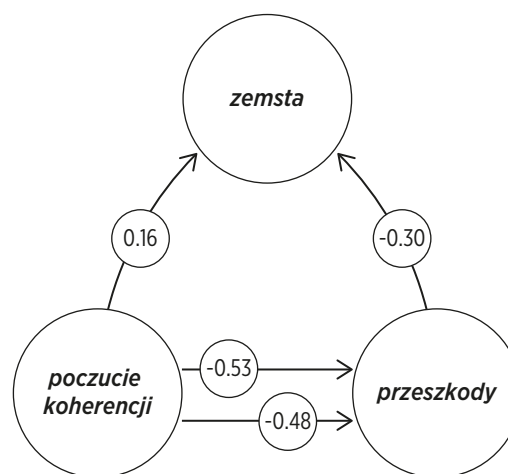 zemsta
0.16
-0.30
poczucie
koherencji
-0.53
-0.48
przeszkody